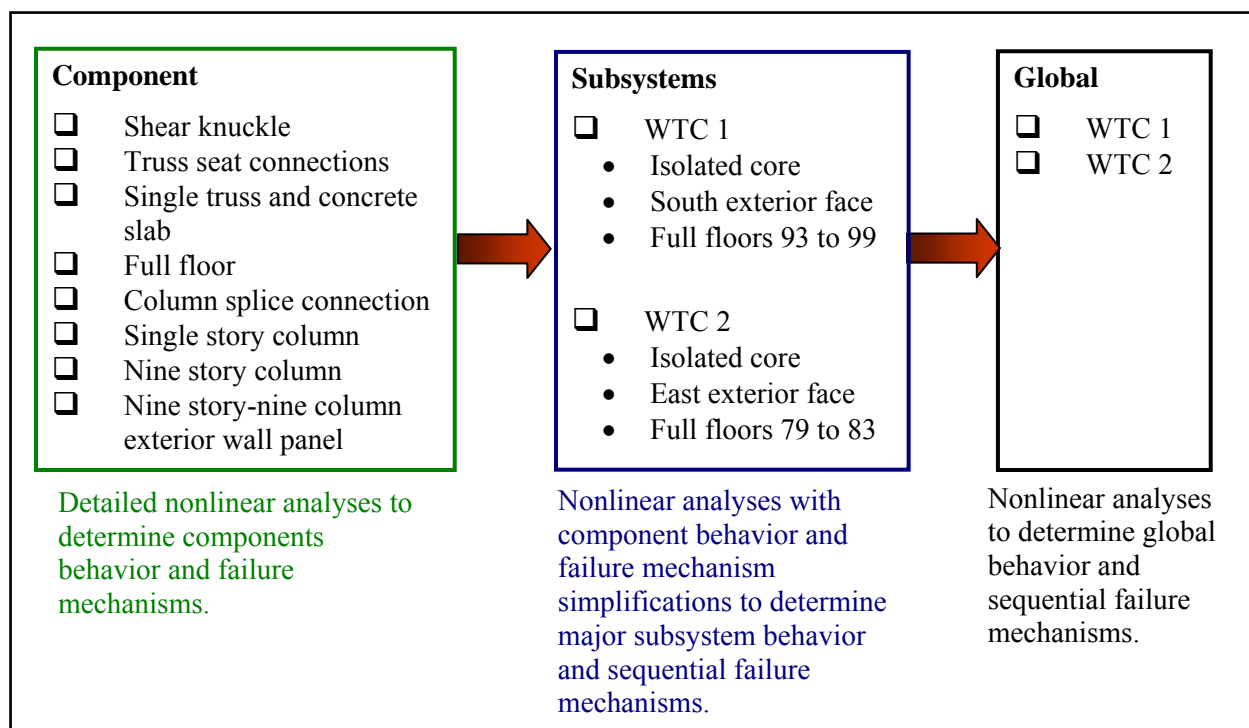 Component
❑ Shear knuckle
❑ Truss seat connections
❑ Single truss and concrete
slab
❑ Full floor
❑ Column splice connection
❑ Single story column
❑ Nine story column
❑ Nine story-nine column
exterior wall panel
Detailed nonlinear analyses to
determine components
behavior and failure
mechanisms.
Subsystems
❑ WTC 1
• Isolated core
• South exterior face
• Full floors 93 to 99
❑ WTC 2
• Isolated core
• East exterior face
• Full floors 79 to 83
Nonlinear analyses with
component behavior and
failure mechanism
simplifications to determine
major subsystem behavior
and sequential failure
mechanisms.
Global
❑ WTC 1
❑ WTC 2
Nonlinear analyses
to determine global
behavior and
sequential failure
mechanisms.